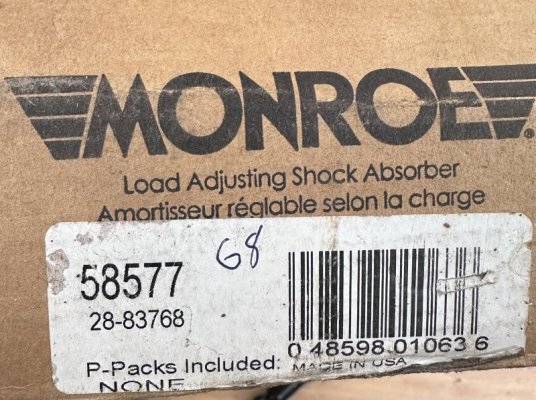 MONROE
Load Adjusting Shock Absorber
Amortisseur réglable selon la charge
58577
G8
28-83768
0 48598 01063 6
P-Packs Included: MADE IN USA
NONE